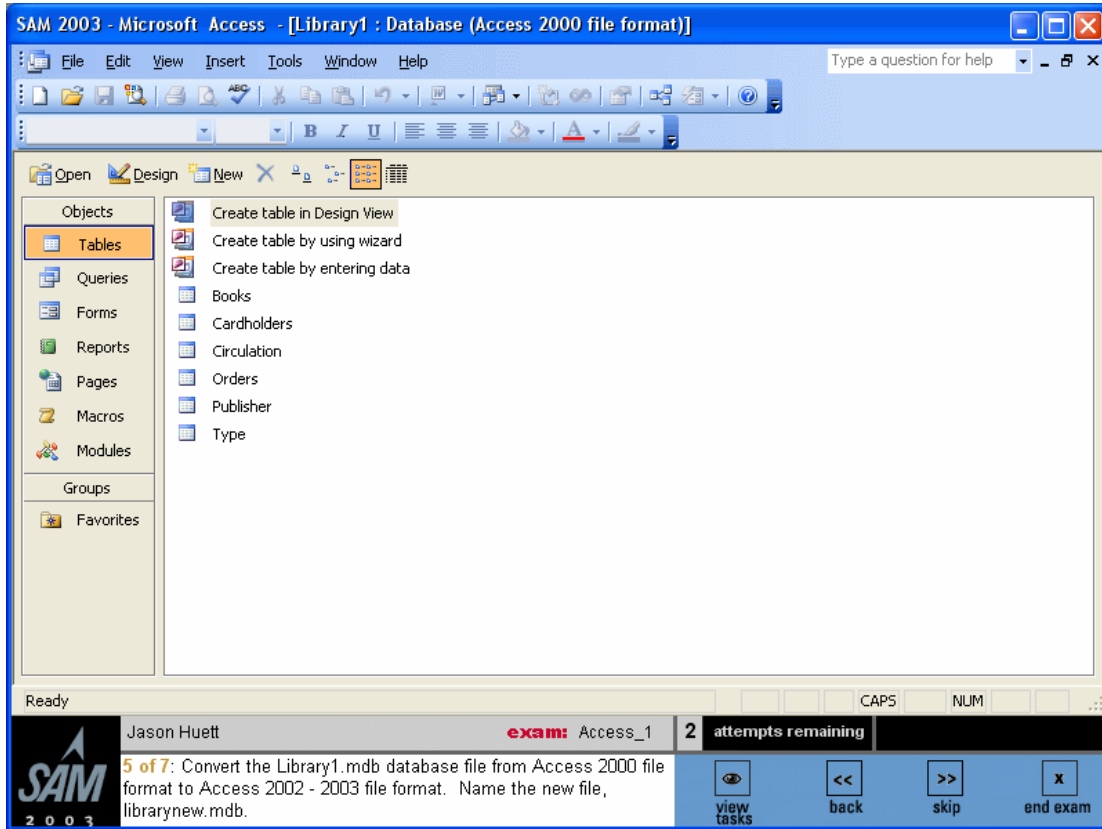 SAM 2003 - Microsoft Access - [Library1 : Database (Access 2000 file format)]
File Edit View Insert Tools Window Help
Type a question for help
ABC
W
B I U A
Open Design New
Objects
Tables
Queries
Forms
Reports
Pages
Macros
Modules
Groups
Favorites
Create table in Design View
Create table by using wizard
Create table by entering data
Books
Cardholders
Circulation
Orders
Publisher
Type
Ready
CAPS NUM
Jason Huett
exam: Access_1
2 attempts remaining
SAM
2003
5 of 7: Convert the Library1.mdb database file from Access 2000 file
format to Access 2002 - 2003 file format. Name the new file,
librarynew.mdb.
view
tasks
<<
back
>>
skip
x
end exam